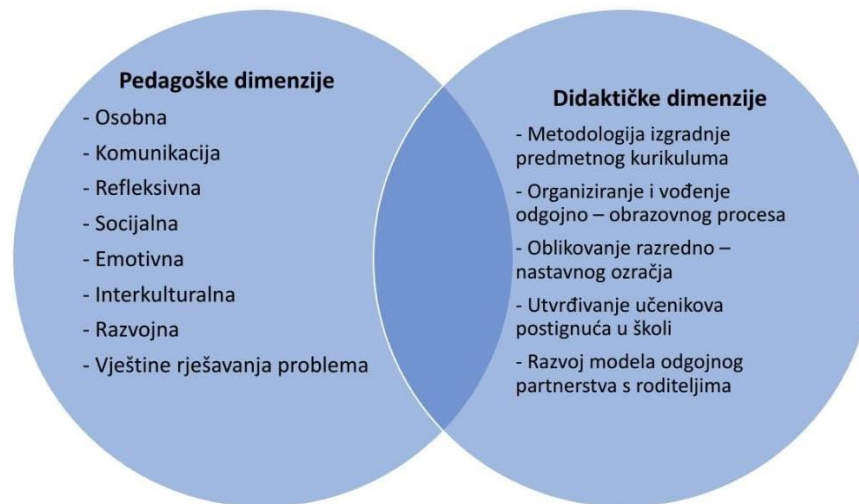 Pedagoške dimenzije
- Osobna
- Komunikacija
- Refleksivna
- Socijalna
- Emotivna
- Interkulturalna
- Razvojna
- Vještine rješavanja problema
Didaktičke dimenzije
- Metodologija izgradnje
predmetnog kurikuluma
- Organiziranje i vođenje
odgojno – obrazovnog procesa
- Oblikovanje razredno –
nastavnog ozračja
- Utvrđivanje učenikova
postignuća u školi
- Razvoj modela odgojnog
partnerstva s roditeljima